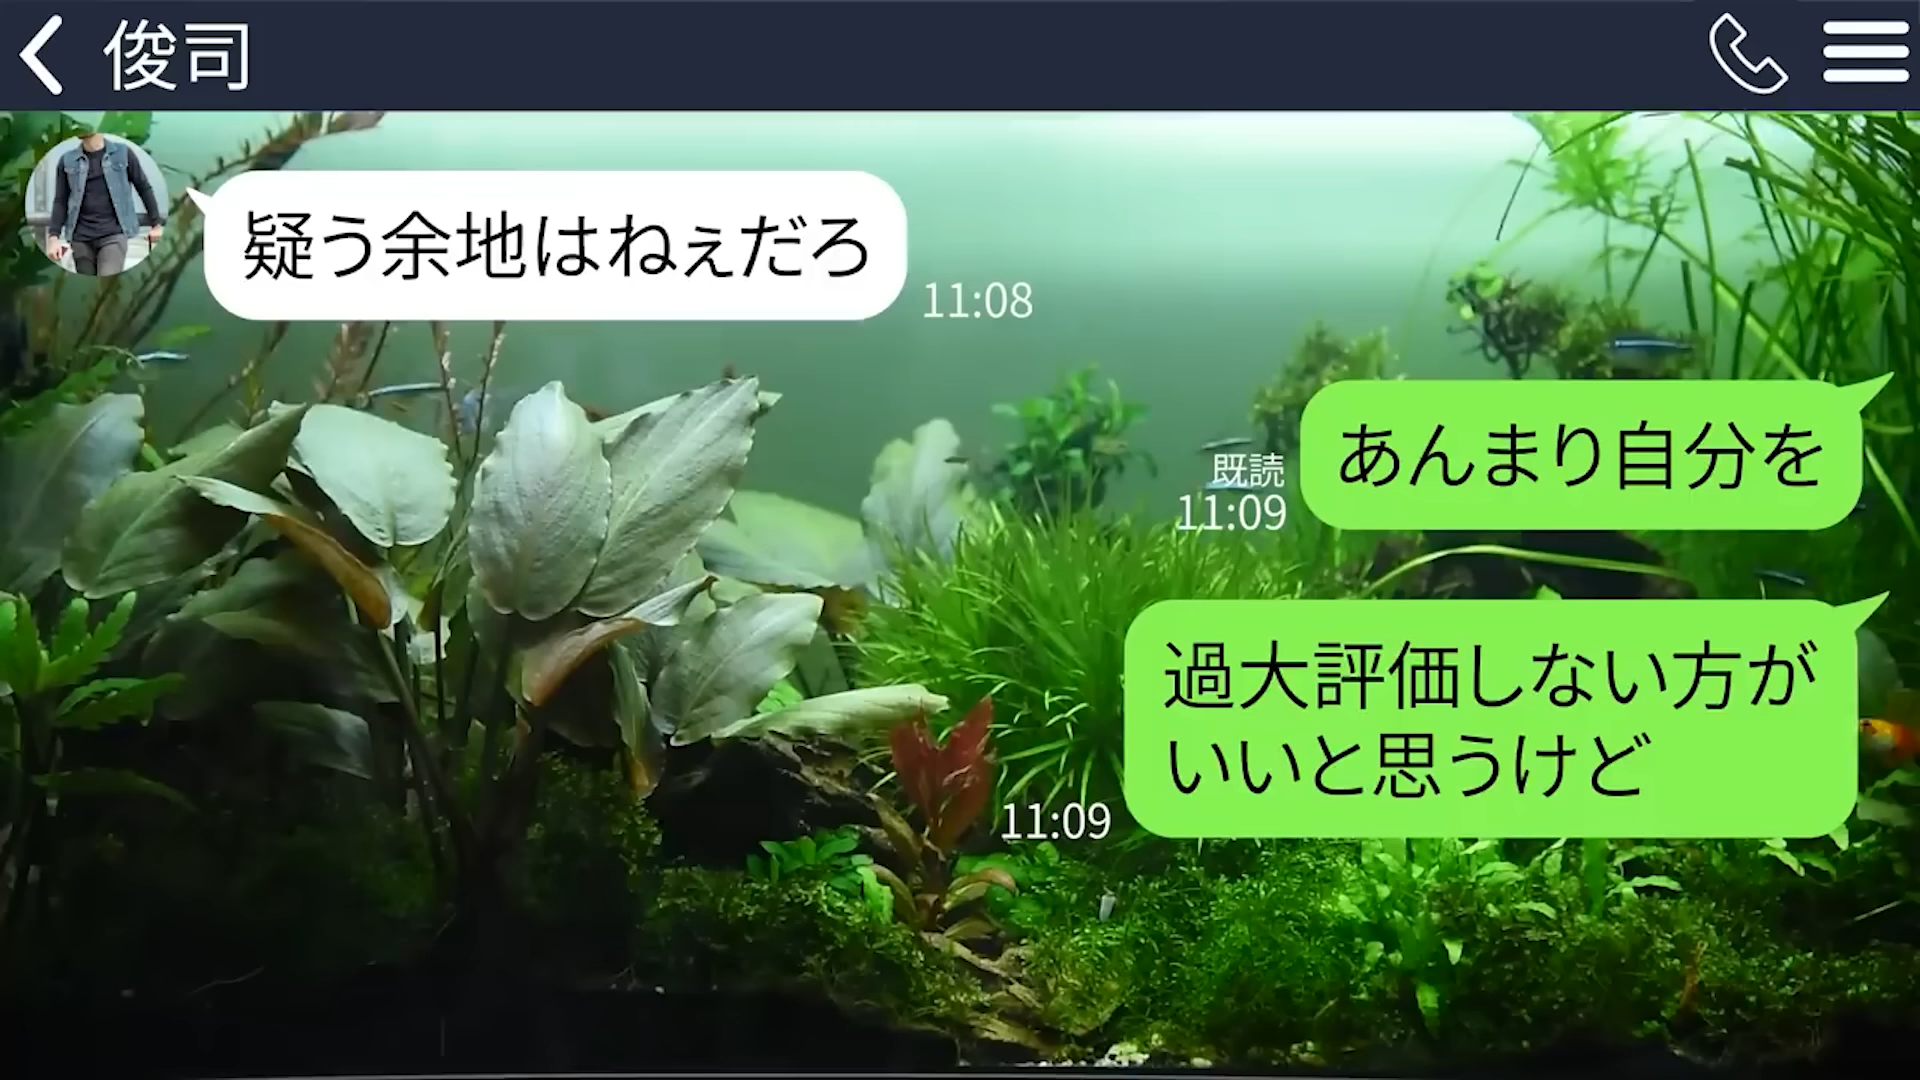 俊司
疑う余地はねぇだろ
11:08
あんまり自分を
既読
11:09
過大評価しない方が
いいと思うけど
11:09